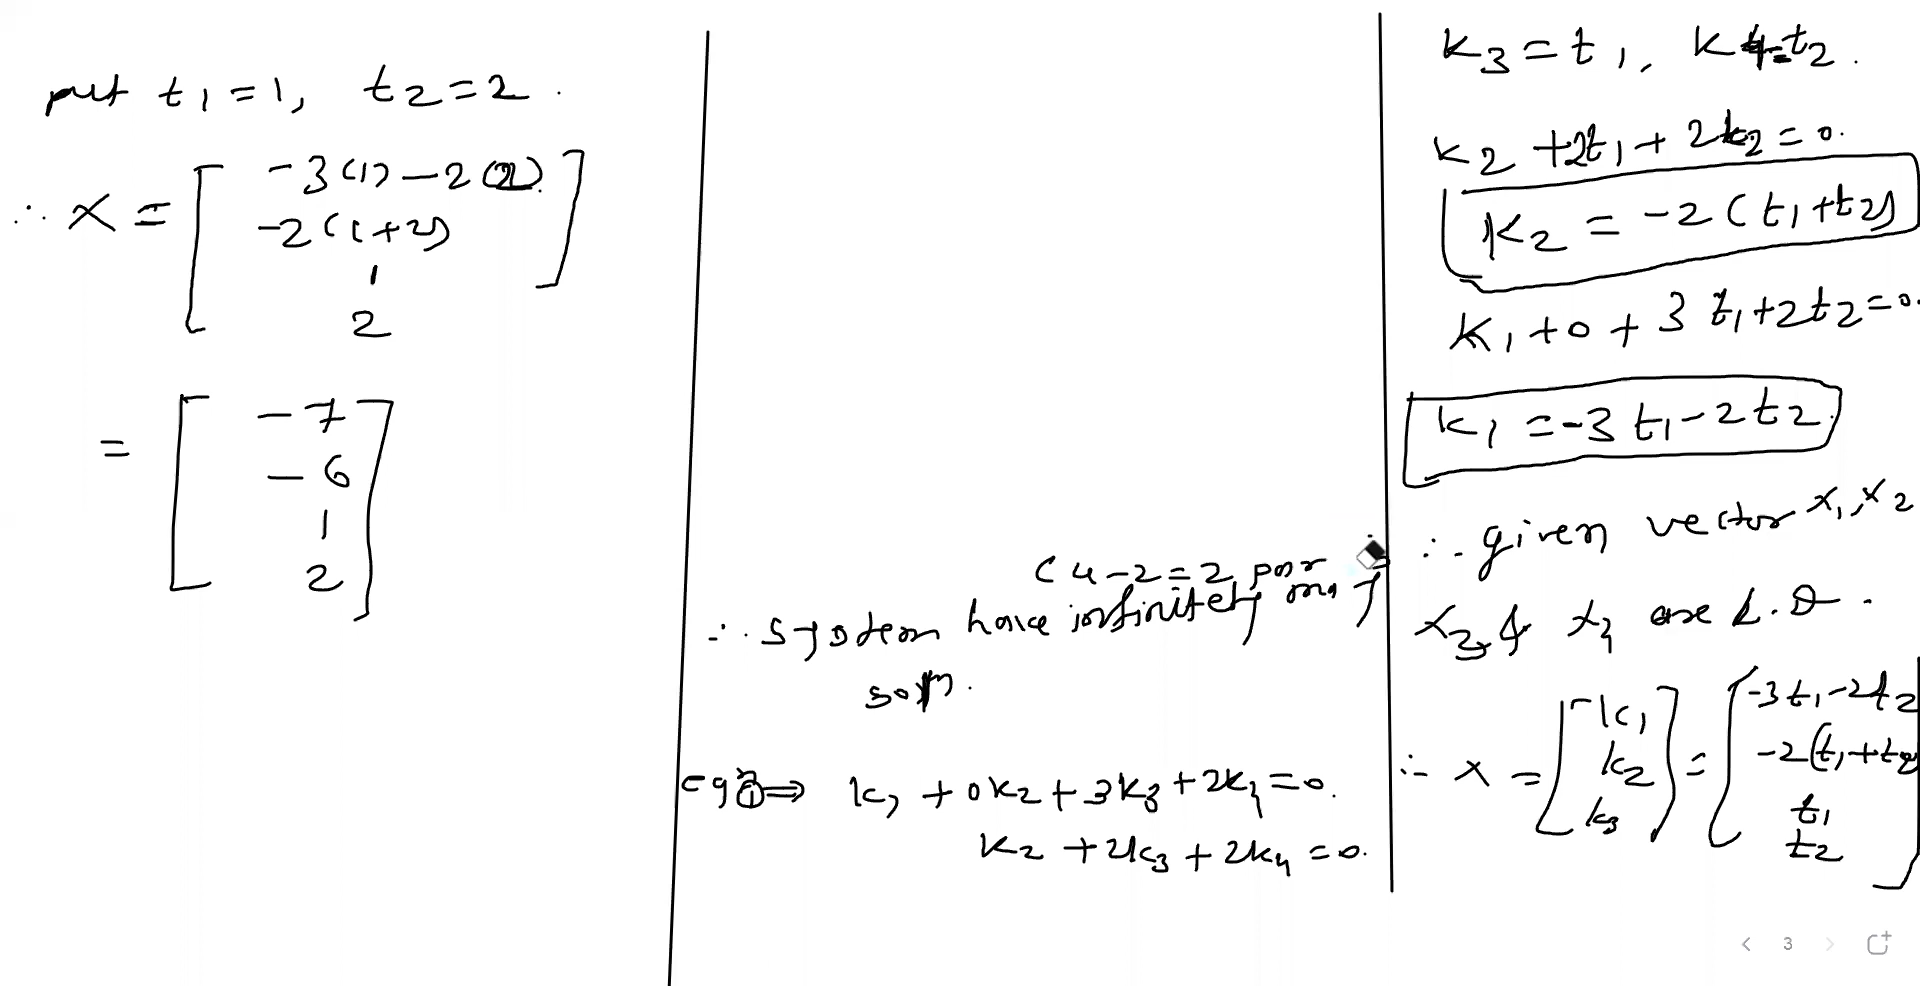 put t1 = 1, t2 = 2.
∴ X = [ -3(1) - 2(2)
-2(1+2)
1
2 ]
= [ -7
-6
1
2 ]
(4-2=2 par
∴ system have infinitely many
soln.
eqn ① ⇒ k1 + 0k2 + 3k3 + 2k4 = 0.
k2 + 2k3 + 2k4 = 0.
k3 = t1, k4 = t2.
k2 + 2t1 + 2t2 = 0.
k2 = -2(t1+t2)
k1 + 0 + 3t1 + 2t2 = 0.
k1 = -3t1 - 2t2
∴ given vector x1, x2
x3 & x4 are L.D.
∴ X = [ k1 k2 k3 ] = [ -3t1 - 2t2
-2(t1+t2
t1
t2 ]
3